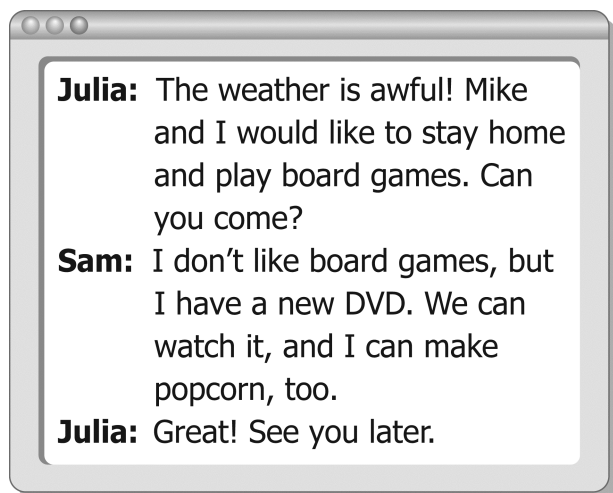 Julia: The weather is awful! Mike
and I would like to stay home
and play board games. Can
you come?
Sam: I don’t like board games, but
I have a new DVD. We can
watch it, and I can make
popcorn, too.
Julia: Great! See you later.